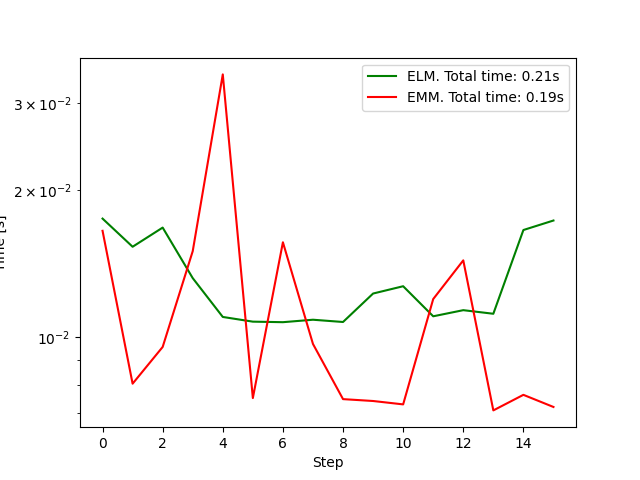 ELM. Total time: 0.21s
EMM. Total time: 0.19s
3 × 10⁻²
2 × 10⁻²
10⁻²
Time [s]
0 2 4 6 8 10 12 14
Step